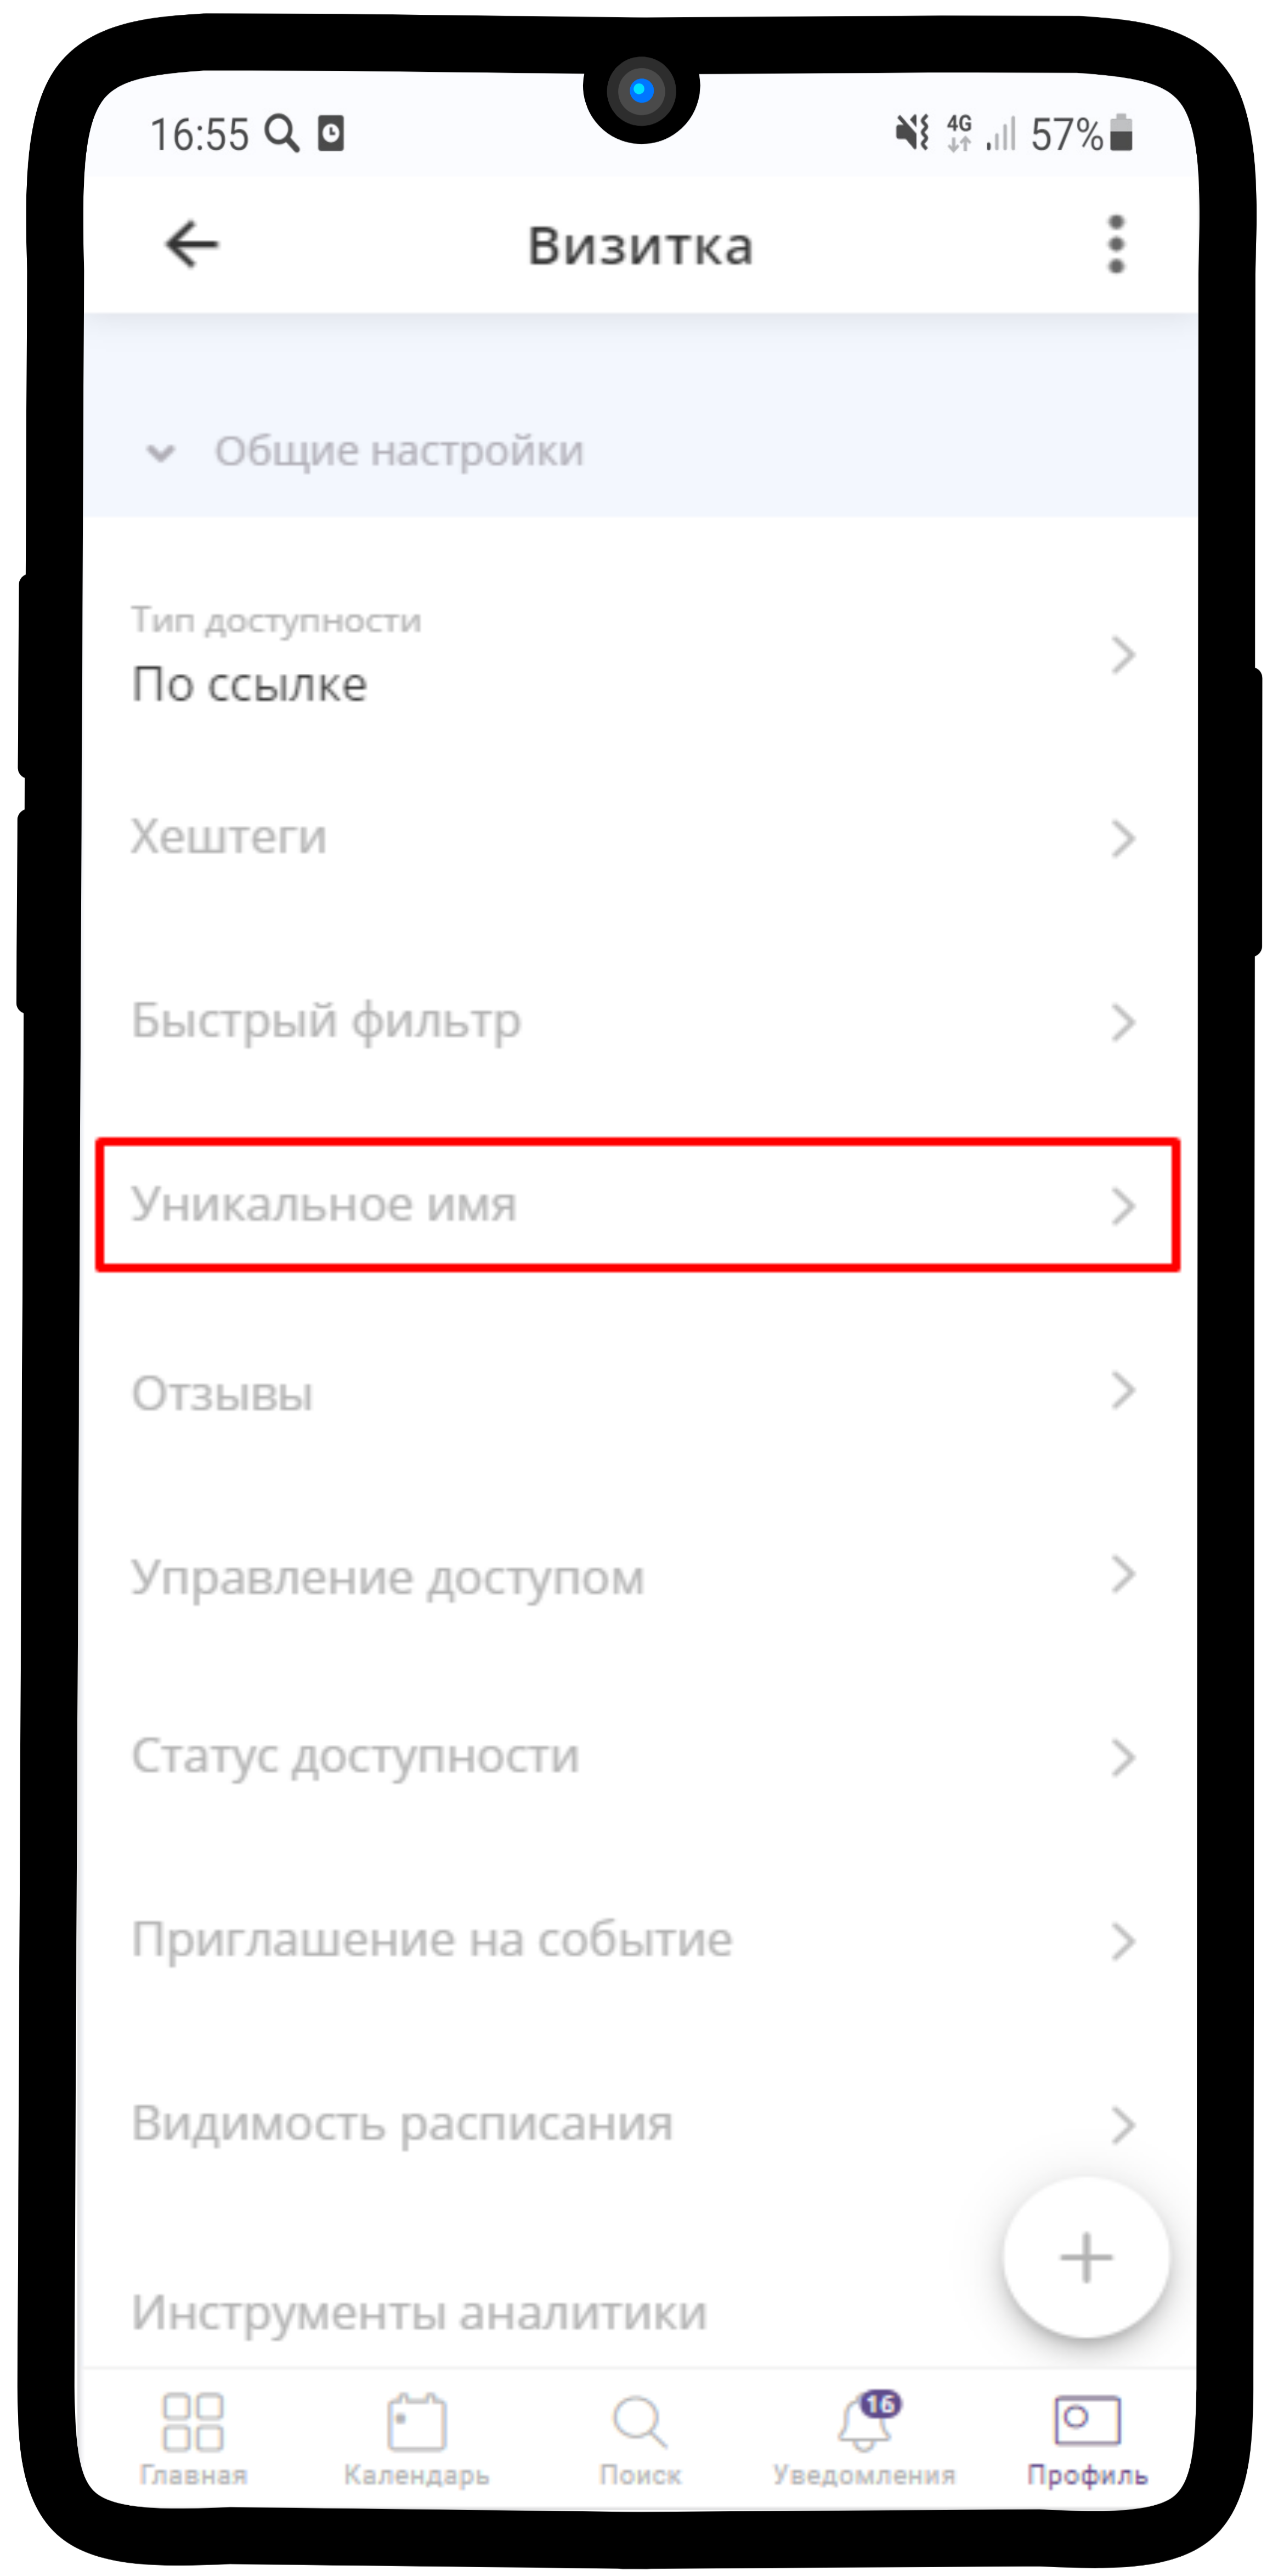 16:55 4G 57%
Визитка
Общие настройки
Тип доступности
По ссылке
Хештеги
Быстрый фильтр
Уникальное имя
Отзывы
Управление доступом
Статус доступности
Приглашение на событие
Видимость расписания
Инструменты аналитики
16
Главная Календарь Поиск Уведомления Профиль